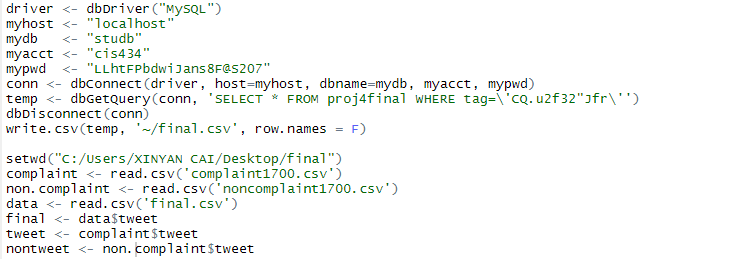 driver <- dbDriver("MySQL")
myhost <- "localhost"
mydb   <- "studb"
myacct <- "cis434"
mypwd  <- "LLhtFPbdwiJans8F@S207"
conn <- dbConnect(driver, host=myhost, dbname=mydb, myacct, mypwd)
temp <- dbGetQuery(conn, 'SELECT * FROM proj4final WHERE tag=\'CQ.u2f32"Jfr\'')
dbDisconnect(conn)
write.csv(temp, '~/final.csv', row.names = F)
setwd("C:/Users/XINYAN CAI/Desktop/final")
complaint <- read.csv('complaint1700.csv')
non.complaint <- read.csv('noncomplaint1700.csv')
data <- read.csv('final.csv')
final <- data$tweet
tweet <- complaint$tweet
nontweet <- non.complaint$tweet